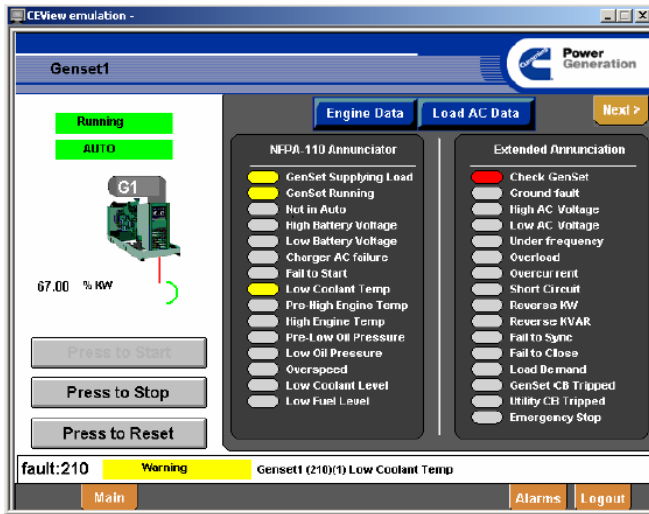 CEView emulation -
Genset1
Cummins
Power
Generation
Running
AUTO
G1
67.00 % KW
Press to Start
Press to Stop
Press to Reset
Engine Data
Load AC Data
Next >
NFPA-110 Annunciator
GenSet Supplying Load
GenSet Running
Not in Auto
High Battery Voltage
Low Battery Voltage
Charger AC failure
Fail to Start
Low Coolant Temp
Pre-High Engine Temp
High Engine Temp
Pre-Low Oil Pressure
Low Oil Pressure
Overspeed
Low Coolant Level
Low Fuel Level
Extended Annunciation
Check GenSet
Ground fault
High AC Voltage
Low AC Voltage
Under frequency
Overload
Overcurrent
Short Circuit
Reverse KW
Reverse KVAR
Fail to Sync
Fail to Close
Load Demand
GenSet CB Tripped
Utility CB Tripped
Emergency Stop
fault:210
Warning
Genset1 (210)(1) Low Coolant Temp
Main
Alarms
Logout